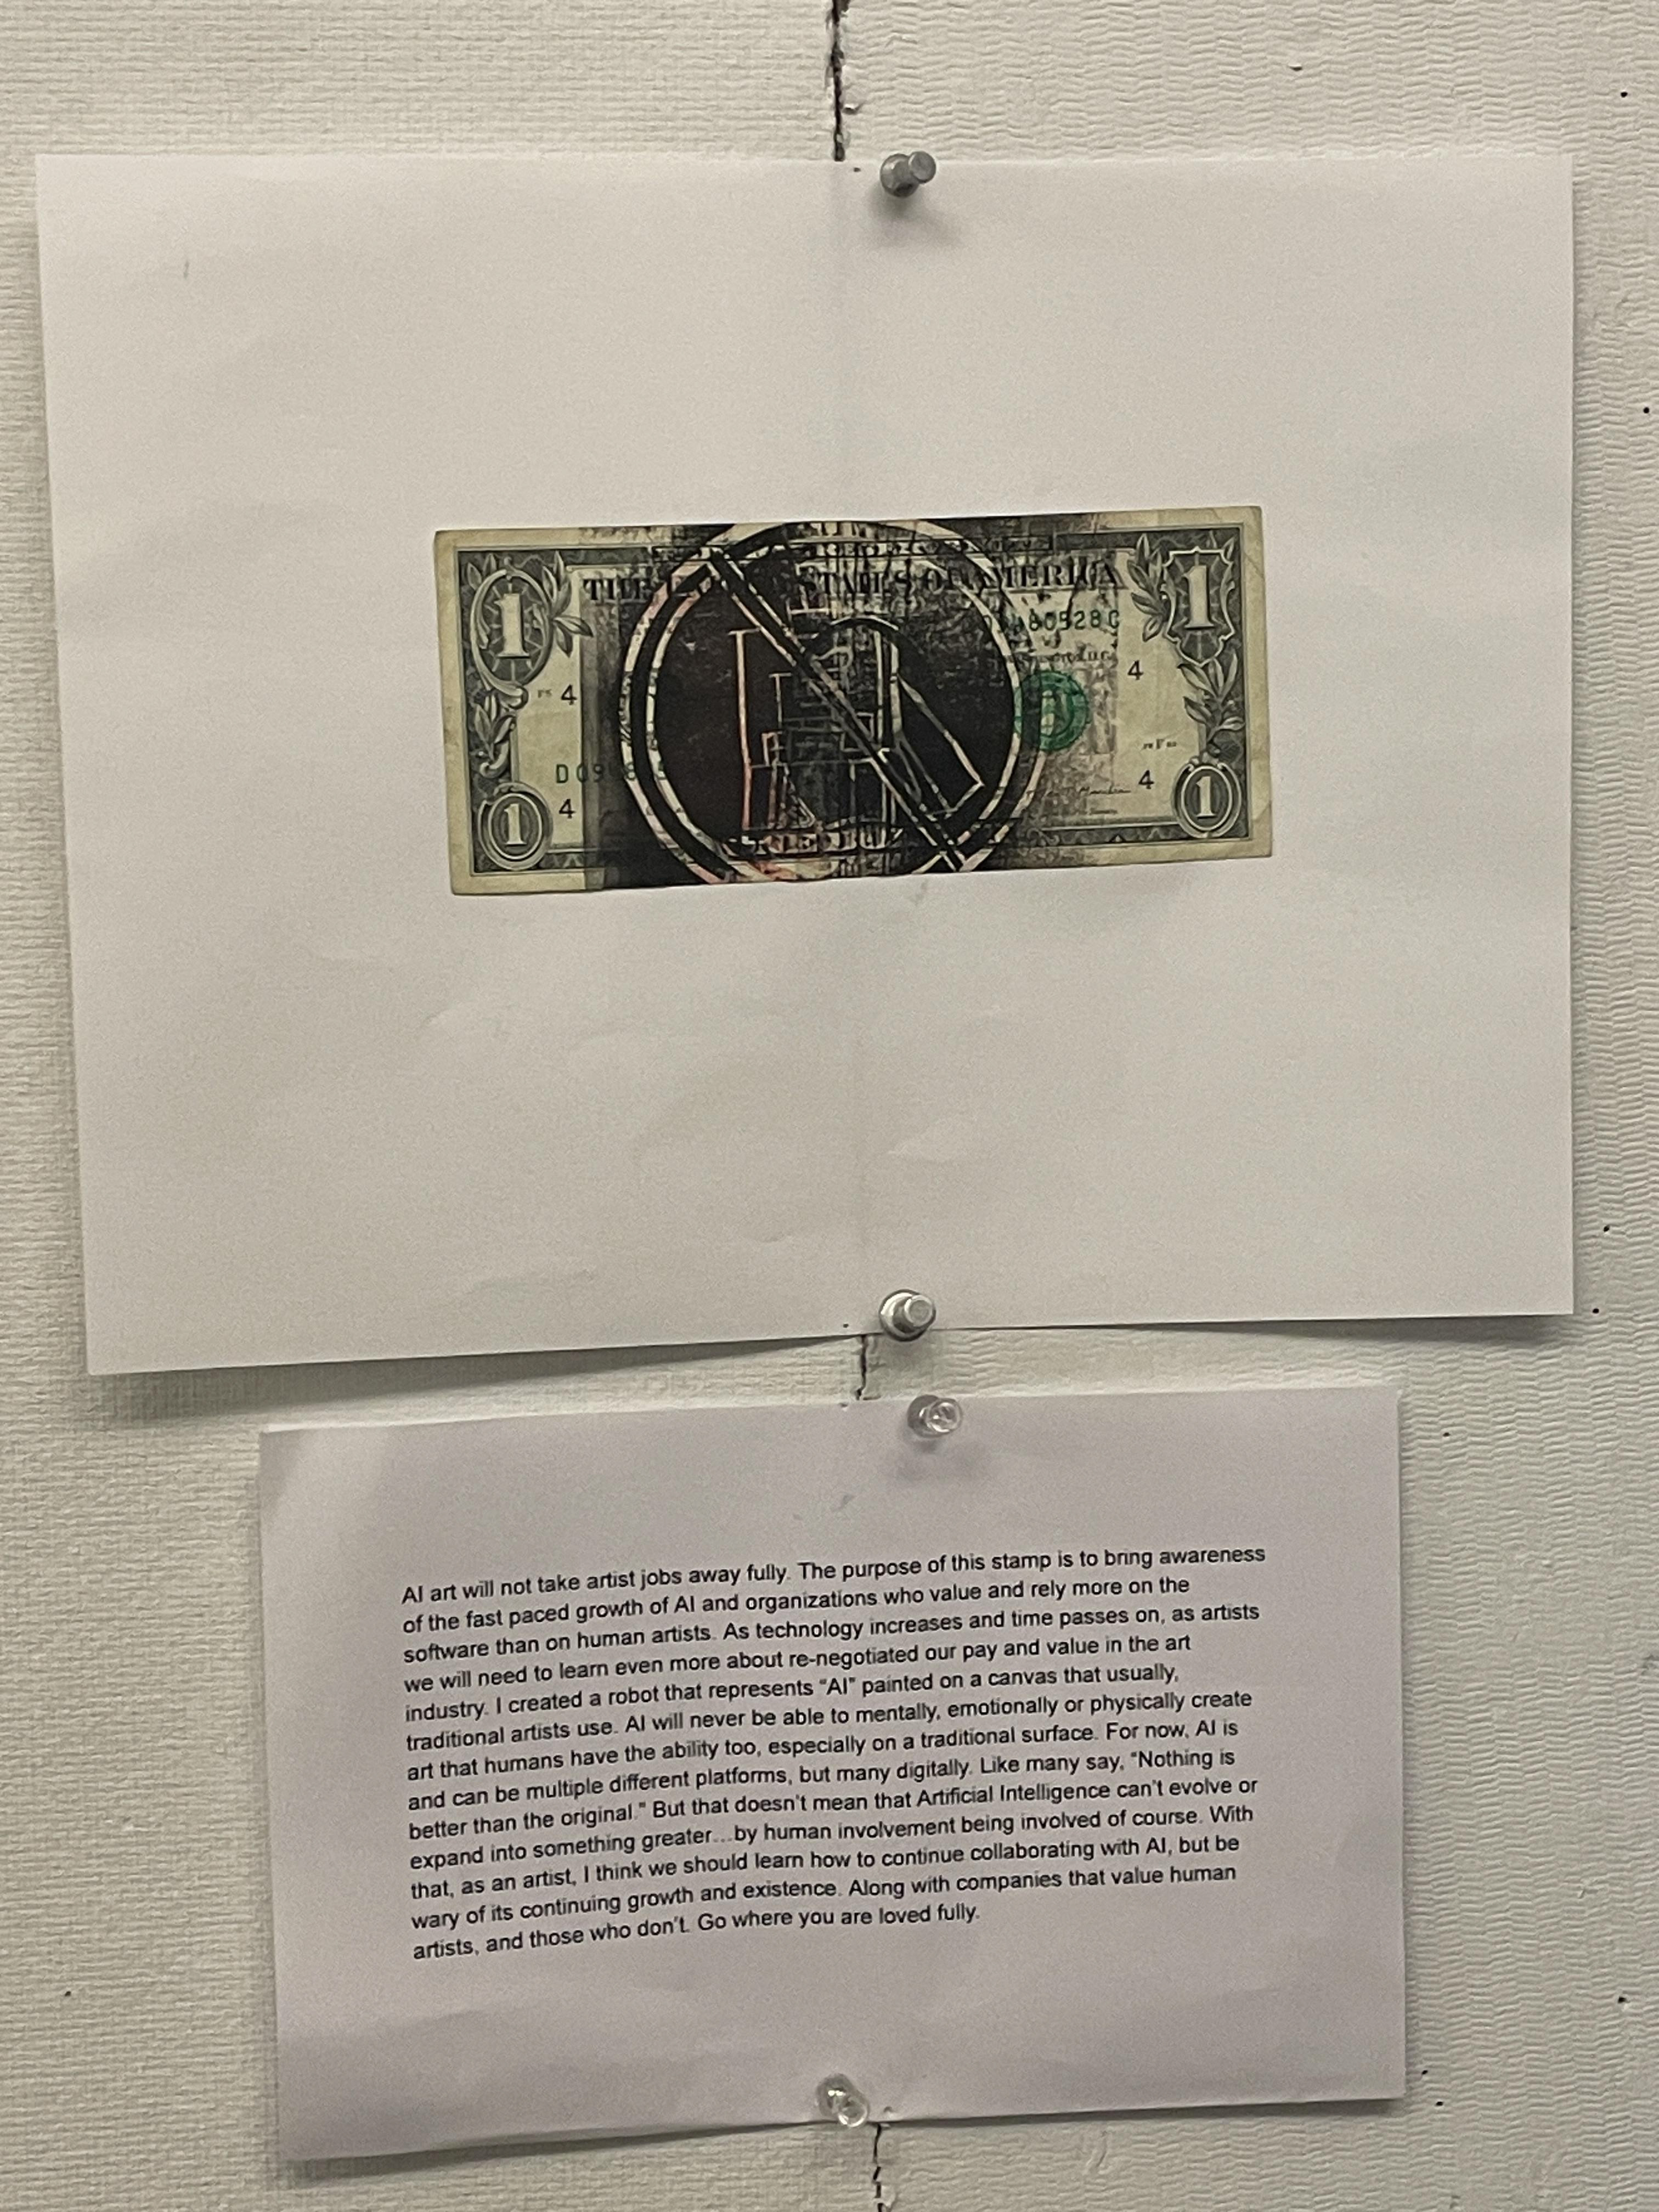 1 1
THE STATES OF AMERICA
80528C
4 4
D09
4 4
1 1
AI art will not take artist jobs away fully. The purpose of this stamp is to bring awareness
of the fast paced growth of AI and organizations who value and rely more on the
software than on human artists. As technology increases and time passes on, as artists
we will need to learn even more about re-negotiated our pay and value in the art
industry. I created a robot that represents “AI” painted on a canvas that usually,
traditional artists use. AI will never be able to mentally, emotionally or physically create
art that humans have the ability too, especially on a traditional surface. For now, AI is
and can be multiple different platforms, but many digitally. Like many say, “Nothing is
better than the original.” But that doesn't mean that Artificial Intelligence can't evolve or
expand into something greater...by human involvement being involved of course. With
that, as an artist, I think we should learn how to continue collaborating with AI, but be
wary of its continuing growth and existence. Along with companies that value human
artists, and those who don't. Go where you are loved fully.